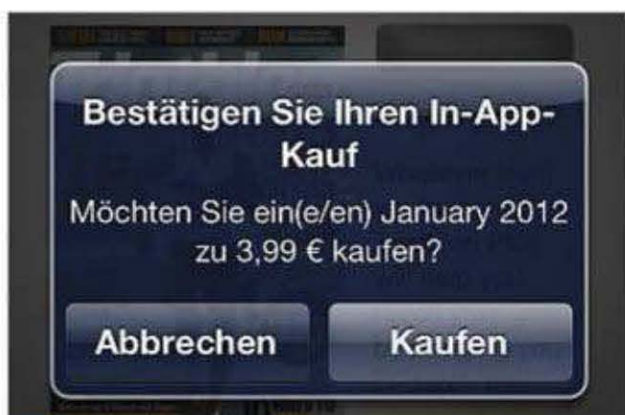 Bestätigen Sie Ihren In-App-
Kauf
Möchten Sie ein(e/en) January 2012
zu 3,99 € kaufen?
Abbrechen
Kaufen